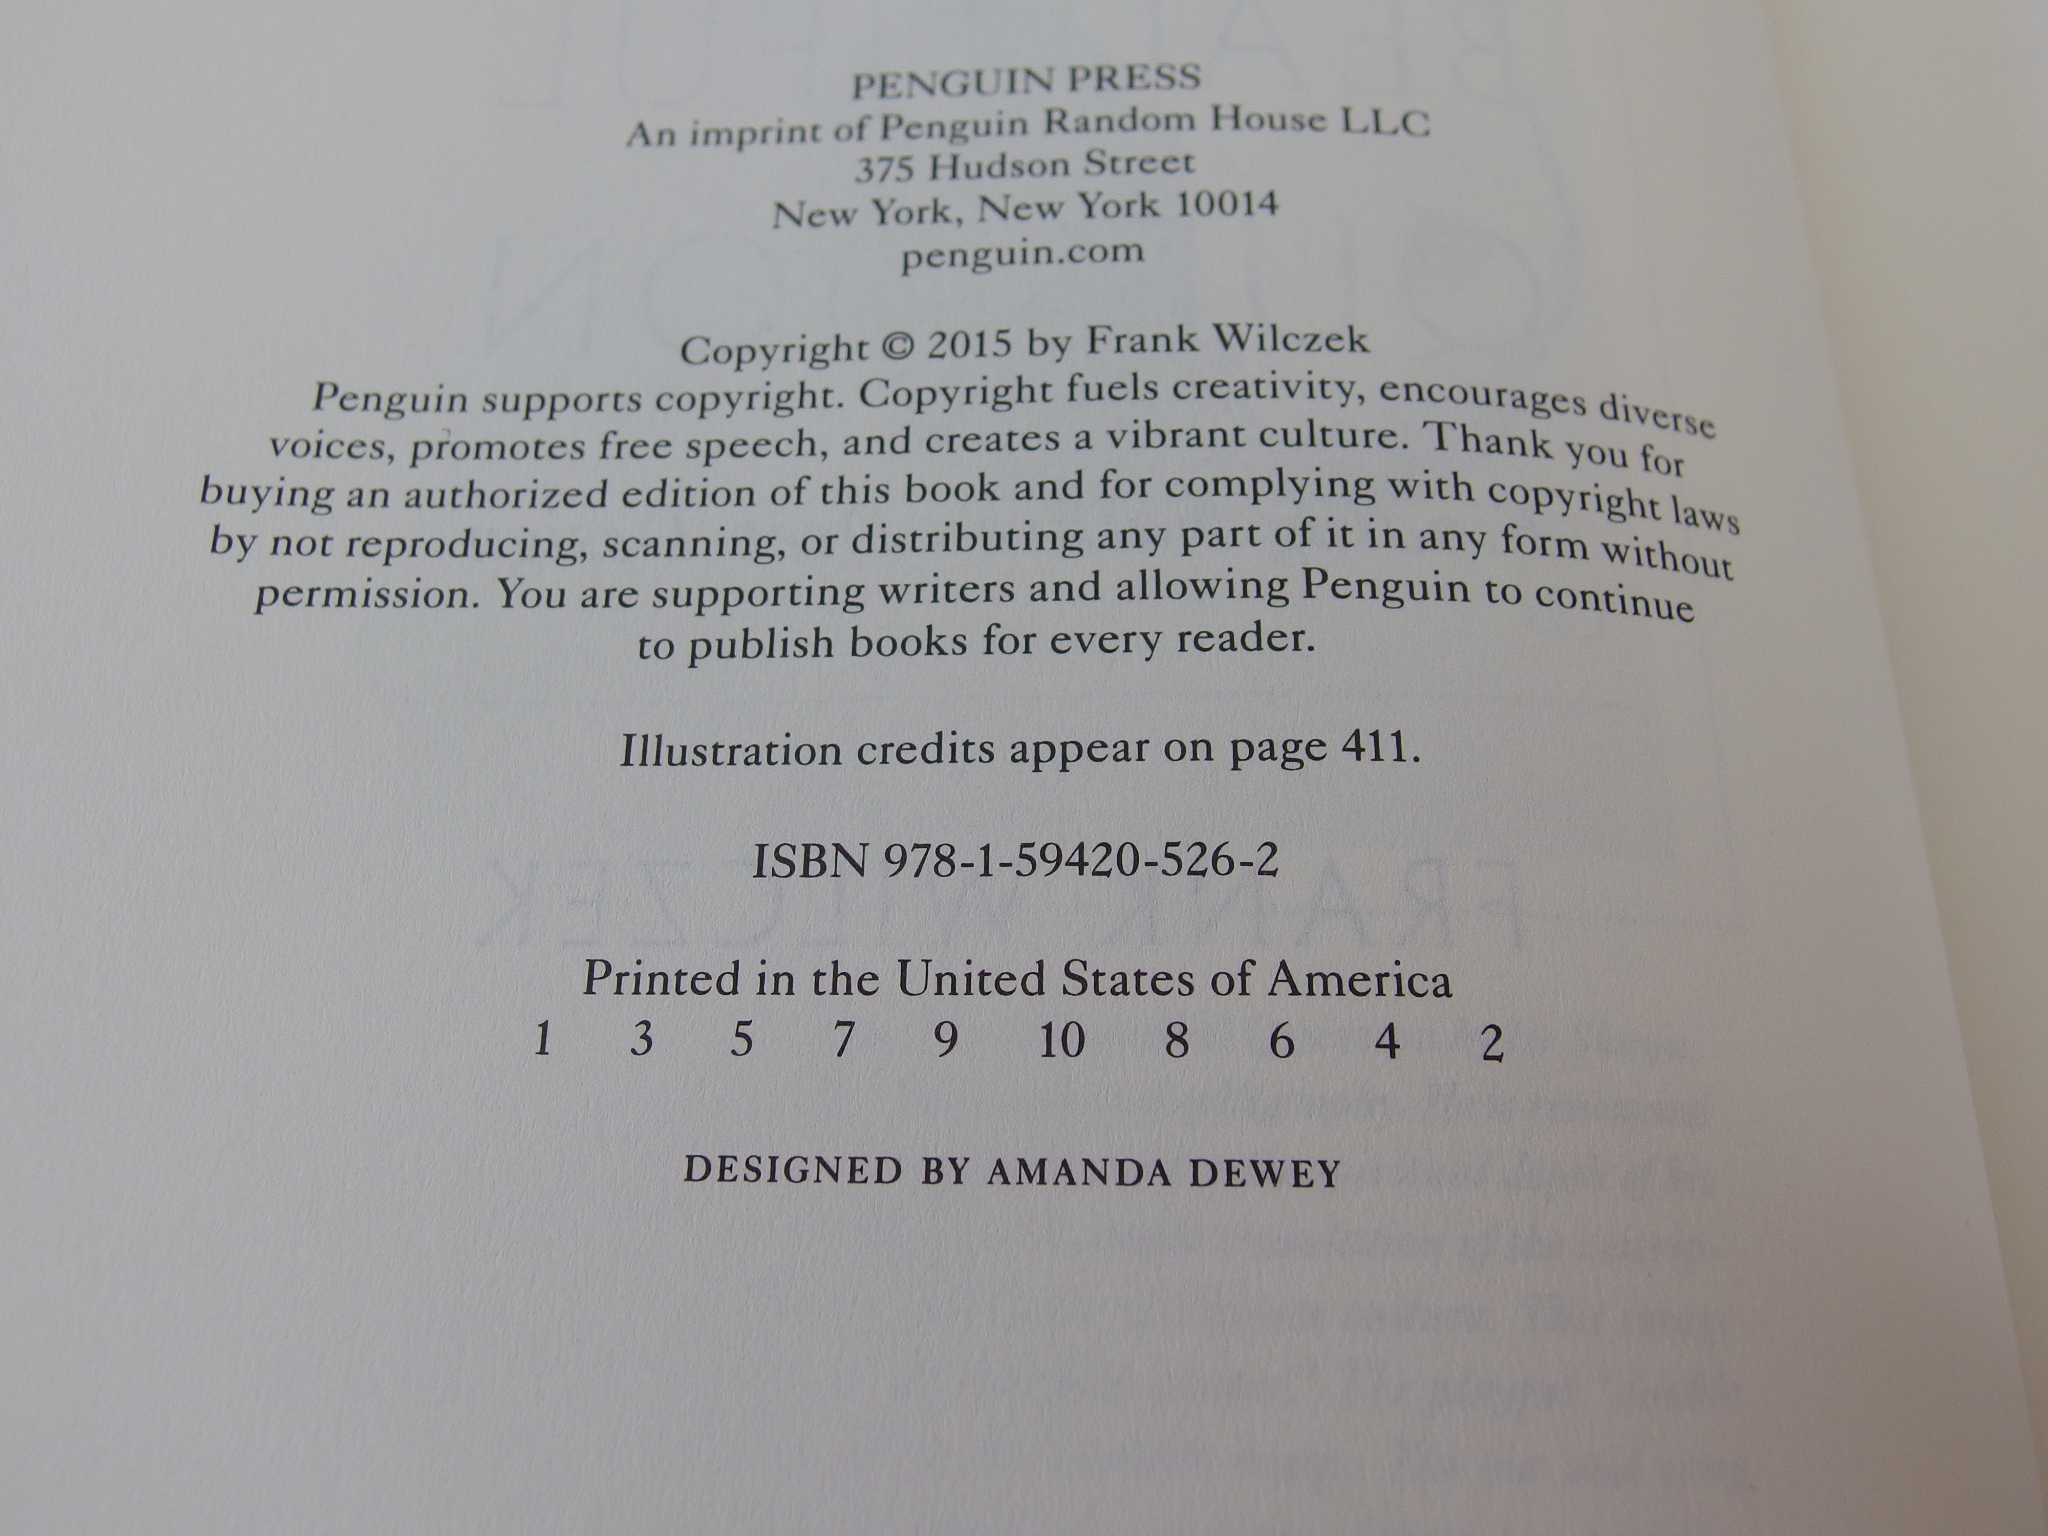 PENGUIN PRESS
An imprint of Penguin Random House LLC
375 Hudson Street
New York, New York 10014
penguin.com
Copyright © 2015 by Frank Wilczek
Penguin supports copyright. Copyright fuels creativity, encourages diverse
voices, promotes free speech, and creates a vibrant culture. Thank you for
buying an authorized edition of this book and for complying with copyright laws
by not reproducing, scanning, or distributing any part of it in any form without
permission. You are supporting writers and allowing Penguin to continue
to publish books for every reader.
Illustration credits appear on page 411.
ISBN 978-1-59420-526-2
Printed in the United States of America
1 3 5 7 9 10 8 6 4 2
DESIGNED BY AMANDA DEWEY